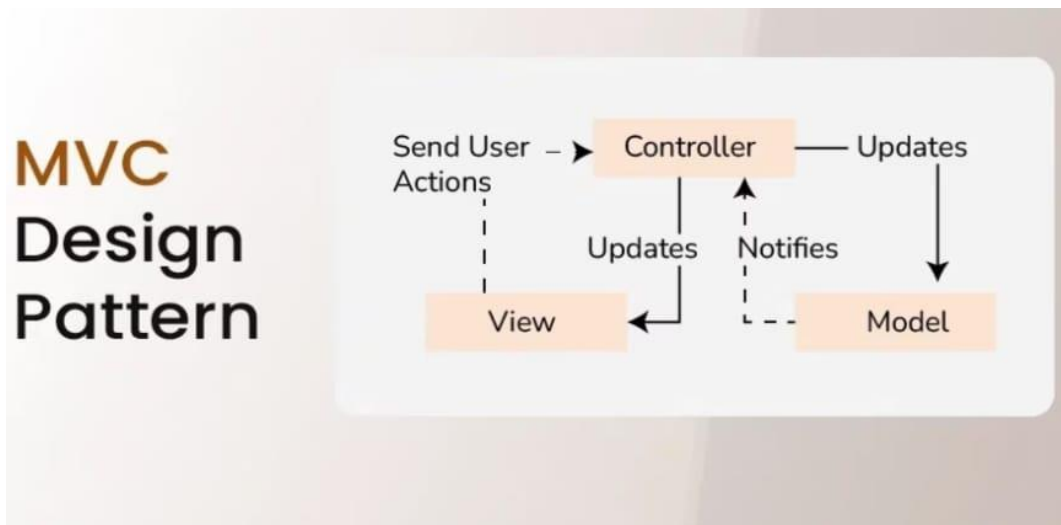 MVC
Design
Pattern
Send User
Actions
Controller
Updates
Updates
Notifies
View
Model